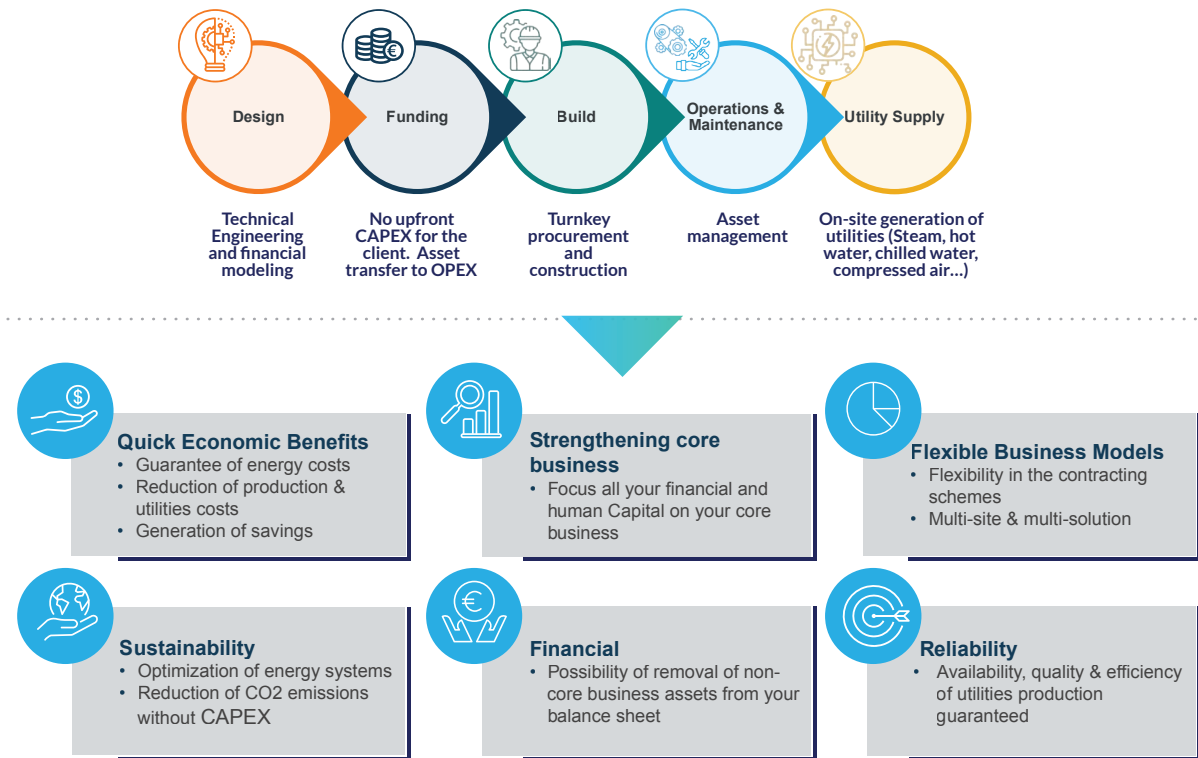 Design
Funding
Build
Operations &
Maintenance
Utility Supply
Technical
Engineering
and financial
modeling
No upfront
CAPEX for the
client. Asset
transfer to OPEX
Turnkey
procurement
and
construction
Asset
management
On-site generation of
utilities (Steam, hot
water, chilled water,
compressed air...)
Quick Economic Benefits
• Guarantee of energy costs
• Reduction of production &
utilities costs
• Generation of savings
Strengthening core
business
• Focus all your financial and
human Capital on your core
business
Flexible Business Models
• Flexibility in the contracting
schemes
• Multi-site & multi-solution
Sustainability
• Optimization of energy systems
• Reduction of CO2 emissions
without CAPEX
Financial
• Possibility of removal of non-
core business assets from your
balance sheet
Reliability
• Availability, quality & efficiency
of utilities production
guaranteed